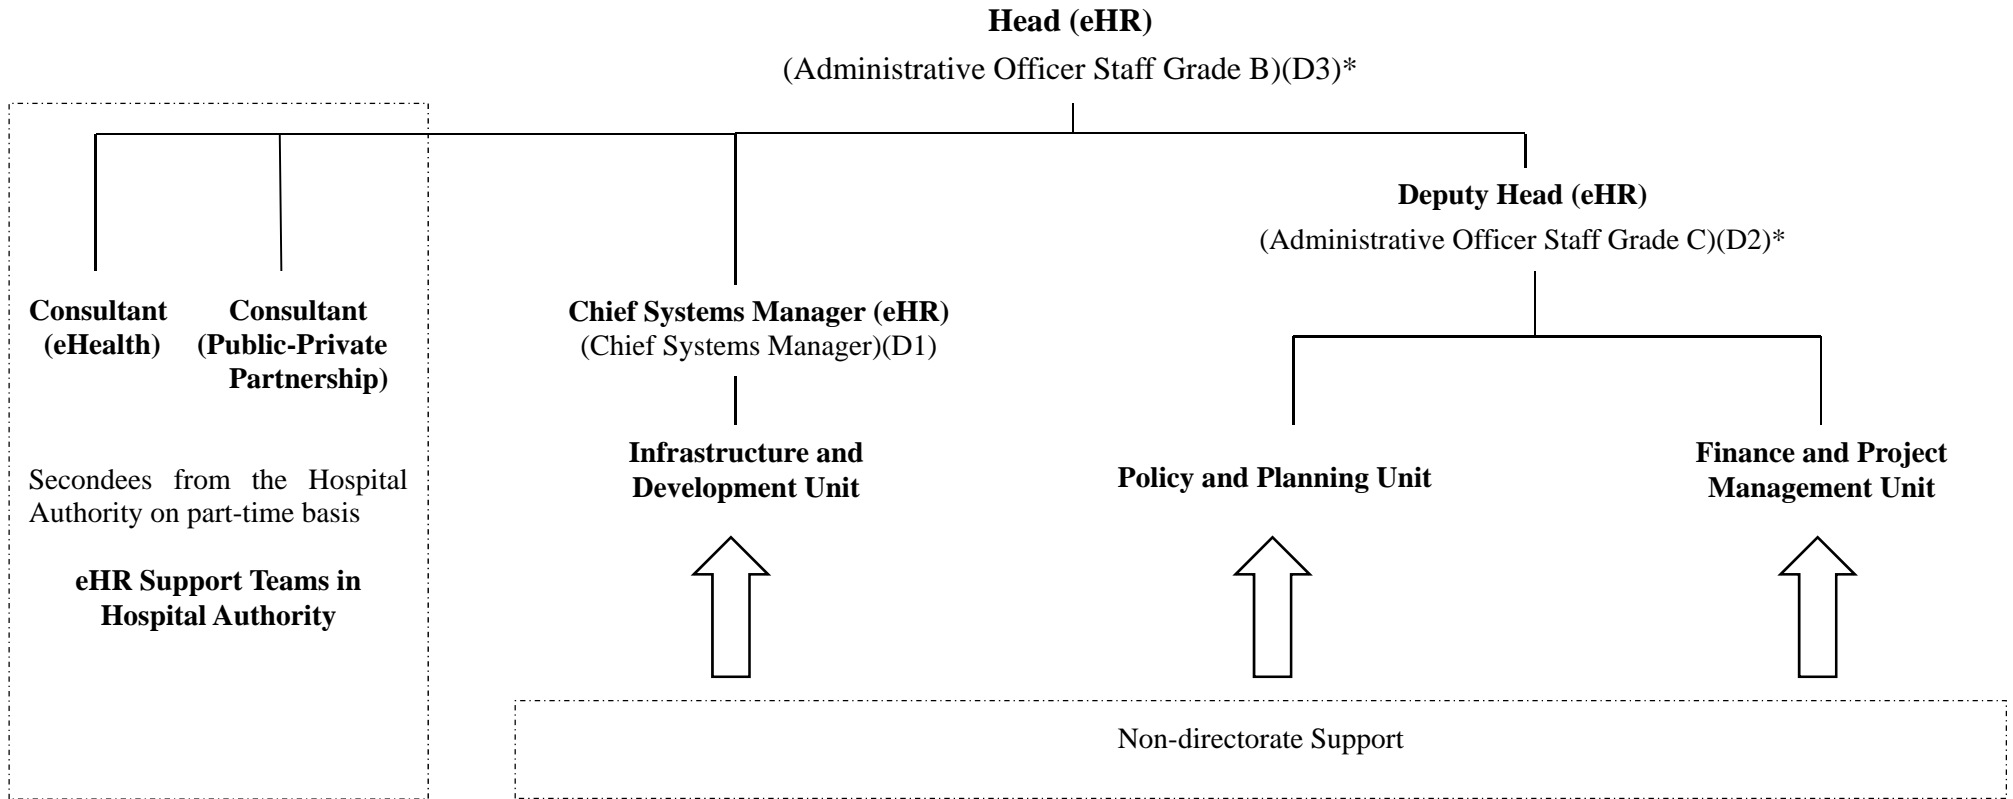 Head (eHR)
(Administrative Officer Staff Grade B)(D3)*
Deputy Head (eHR)
(Administrative Officer Staff Grade C)(D2)*
Consultant
(eHealth)
Consultant
(Public-Private
Partnership)
Chief Systems Manager (eHR)
(Chief Systems Manager)(D1)
Secondees from the Hospital
Authority on part-time basis
eHR Support Teams in
Hospital Authority
Infrastructure and
Development Unit
Policy and Planning Unit
Finance and Project
Management Unit
Non-directorate Support